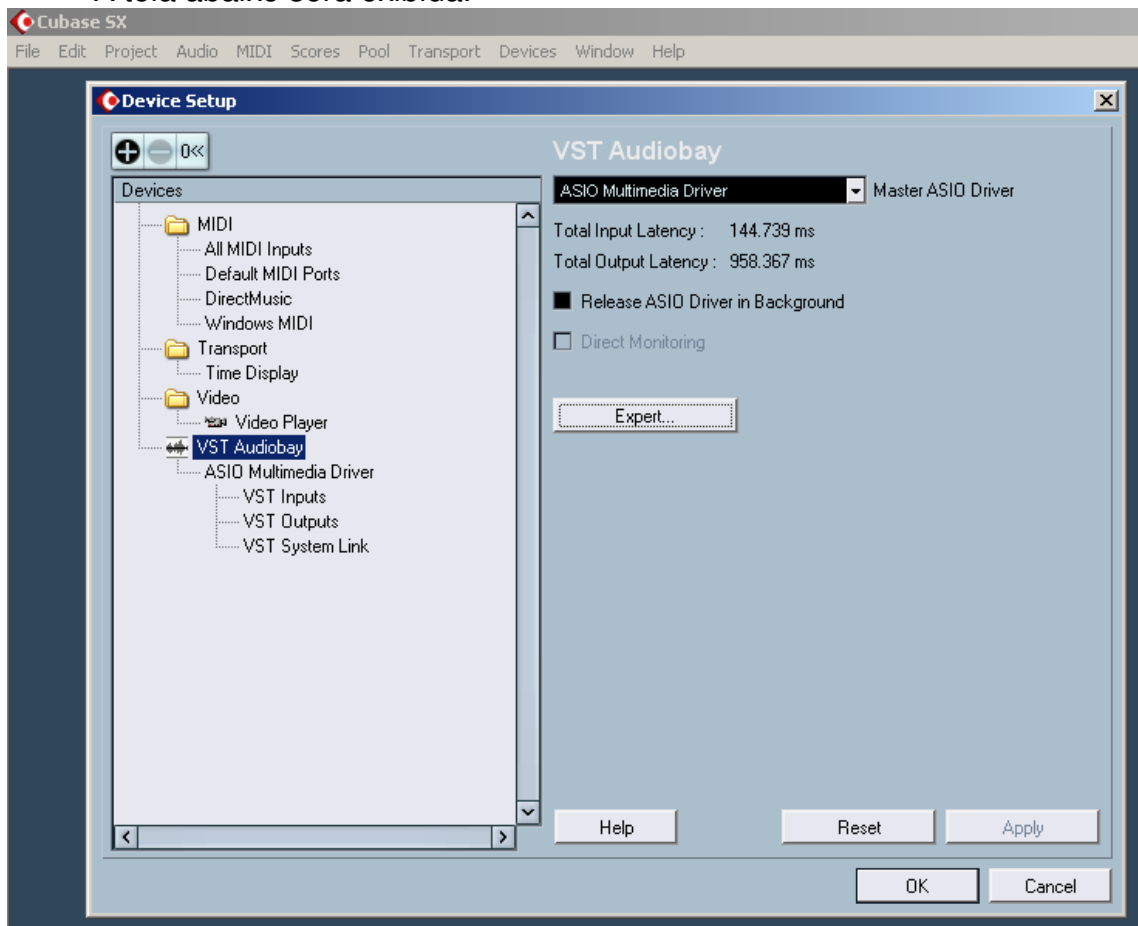 A tela abaixo será exibida:
Cubase SX
File Edit Project Audio MIDI Scores Pool Transport Devices Window Help
Device Setup
0<<
VST Audiobay
Devices
ASIO Multimedia Driver Master ASIO Driver
MIDI
All MIDI Inputs
Default MIDI Ports
DirectMusic
Windows MIDI
Transport
Time Display
Video
Video Player
VST Audiobay
ASIO Multimedia Driver
VST Inputs
VST Outputs
VST System Link
Total Input Latency : 144.739 ms
Total Output Latency : 958.367 ms
Release ASIO Driver in Background
Direct Monitoring
Expert...
Help Reset Apply
OK Cancel